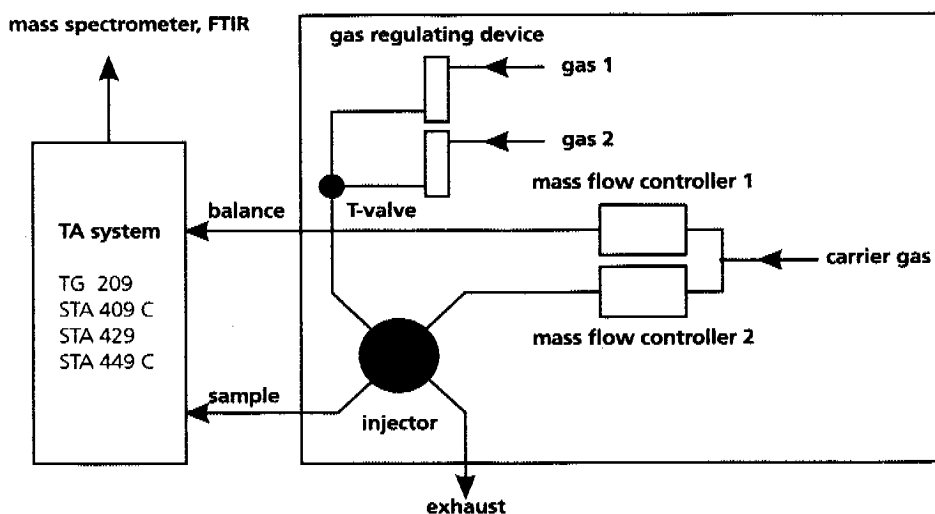 mass spectrometer, FTIR
gas regulating device
gas 1
gas 2
mass flow controller 1
balance
T-valve
TA system
carrier gas
TG 209
STA 409 C
STA 429
STA 449 C
mass flow controller 2
sample
injector
exhaust